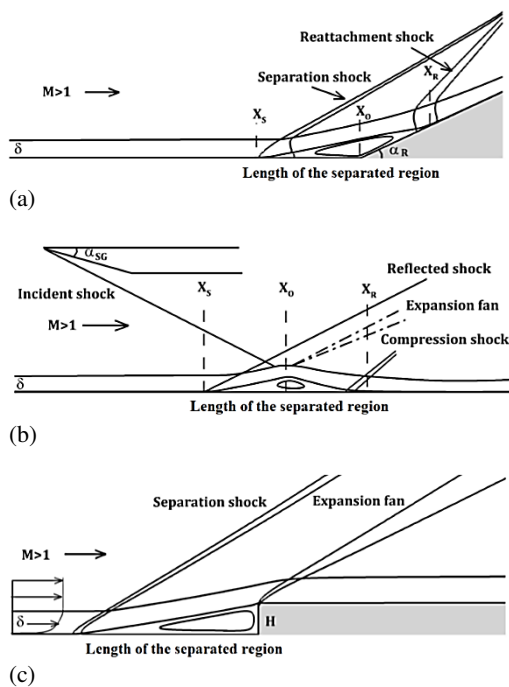 Reattachment shock
X_R
Separation shock
M>1
X_S
X_O
δ
α_R
Length of the separated region
(a)
α_SG
Reflected shock
X_S
X_O
X_R
Incident shock
Expansion fan
M>1
Compression shock
δ
Length of the separated region
(b)
Separation shock
Expansion fan
M>1
δ
H
Length of the separated region
(c)